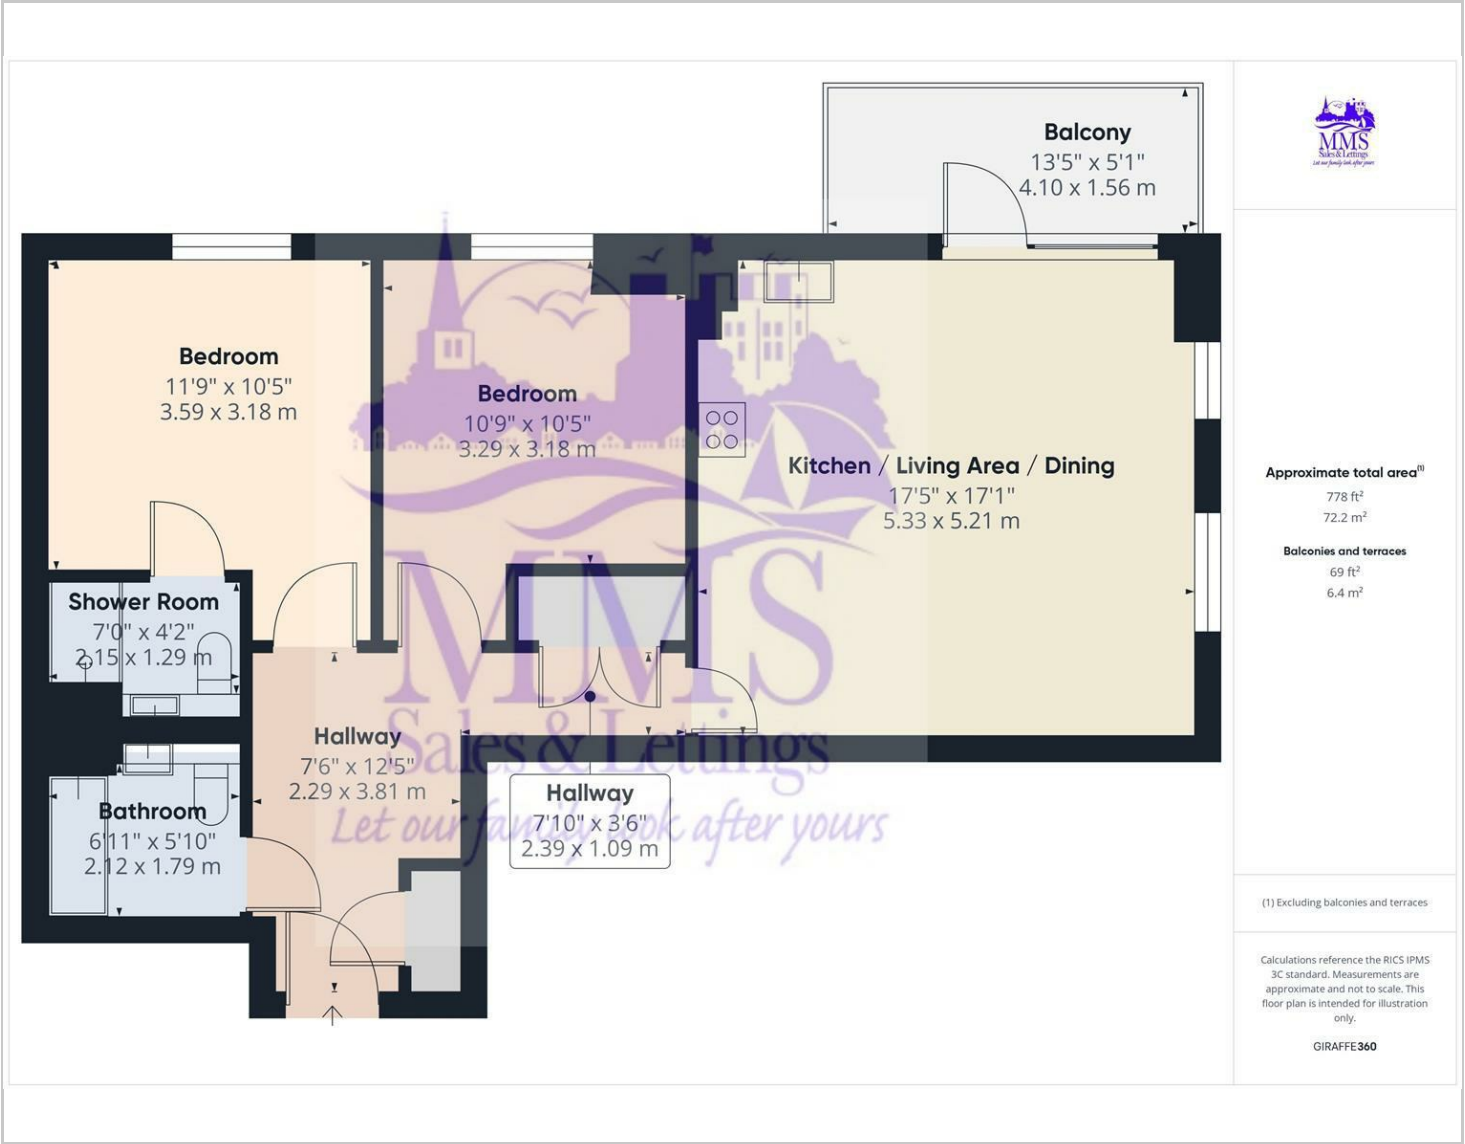 Balcony
13'5" x 5'1"
4.10 x 1.56 m
MMS
Sales & Lettings
Let our family look after yours
Bedroom
11'9" x 10'5"
3.59 x 3.18 m
Bedroom
10'9" x 10'5"
3.29 x 3.18 m
Kitchen / Living Area / Dining
17'5" x 17'1"
5.33 x 5.21 m
Shower Room
7'0" x 4'2"
2.15 x 1.29 m
MMS
Sales & Lettings
Let our family look after yours
Hallway
7'6" x 12'5"
2.29 x 3.81 m
Hallway
7'10" x 3'6"
2.39 x 1.09 m
Bathroom
6'11" x 5'10"
2.12 x 1.79 m
Approximate total area(1)
778 ft²
72.2 m²
Balconies and terraces
69 ft²
6.4 m²
(1) Excluding balconies and terraces
Calculations reference the RICS IPMS
3C standard. Measurements are
approximate and not to scale. This
floor plan is intended for illustration
only.
GIRAFFE360